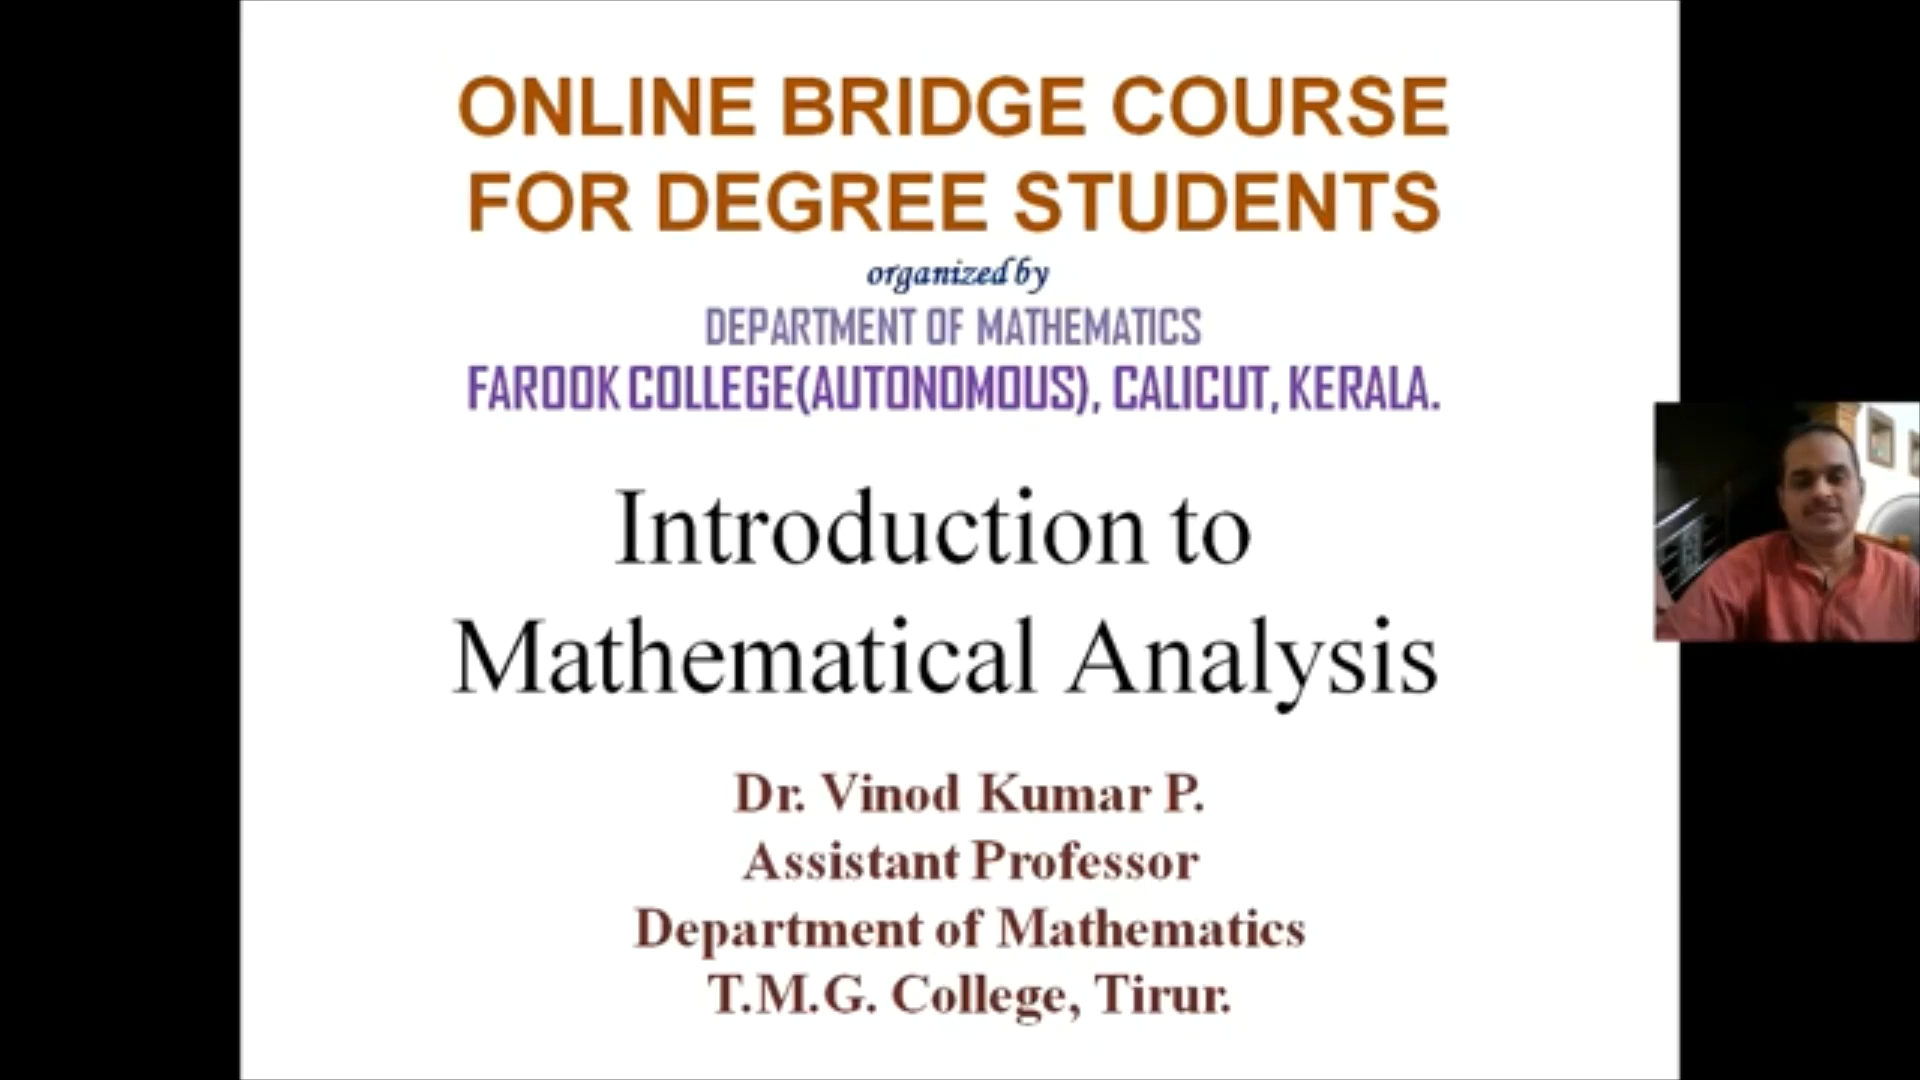 ONLINE BRIDGE COURSE
FOR DEGREE STUDENTS
organized by
DEPARTMENT OF MATHEMATICS
FAROOK COLLEGE(AUTONOMOUS), CALICUT, KERALA.
Introduction to
Mathematical Analysis
Dr. Vinod Kumar P.
Assistant Professor
Department of Mathematics
T.M.G. College, Tirur.